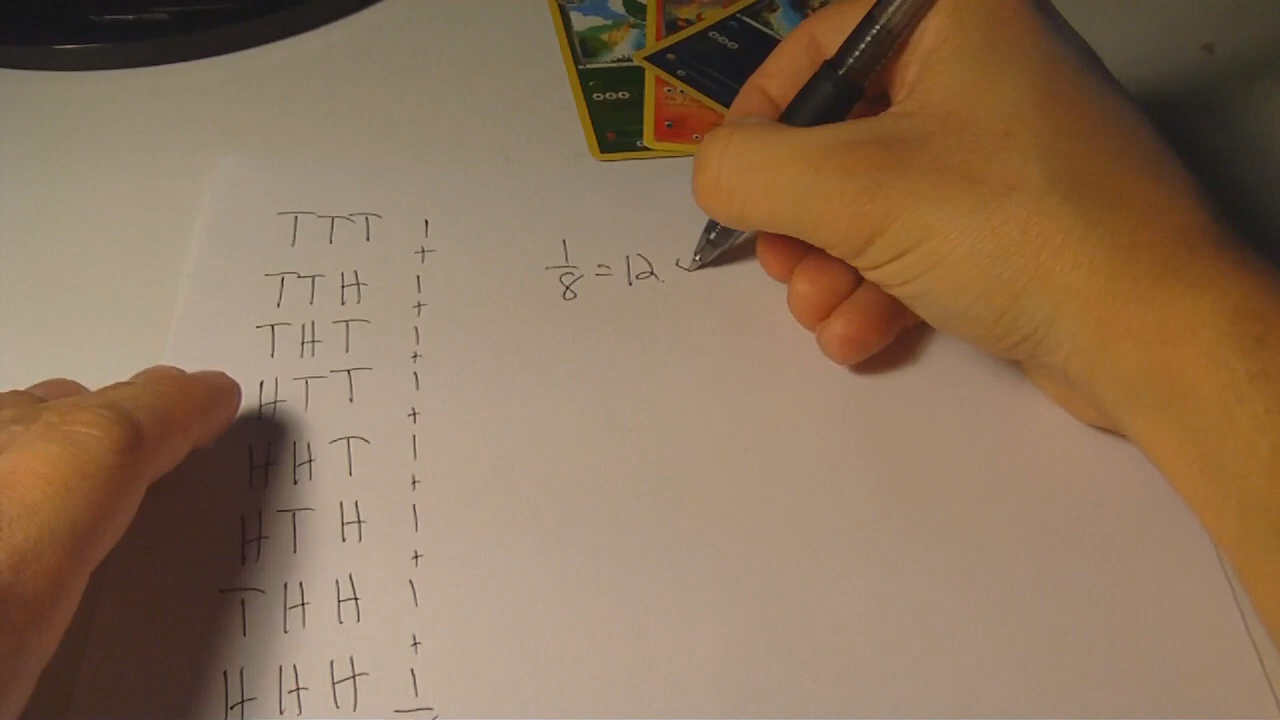 TTT 1
+
TTH 1
+
THT 1
+
HTT 1
+
HHT 1
+
HTH 1
+
THH 1
+
HHH 1
1/8 = 12.